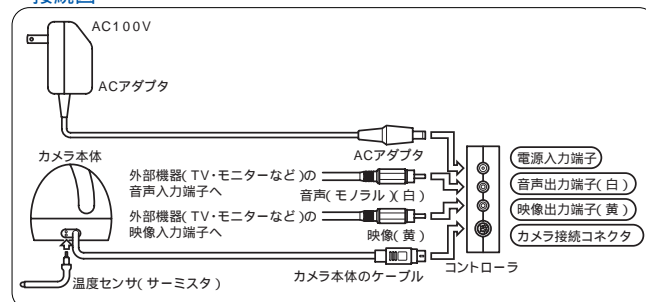 接続図
AC100V
ACアダプタ
カメラ本体
ACアダプタ
外部機器(TV・モニターなど)の
音声入力端子へ
音声(モノラル)(白)
外部機器(TV・モニターなど)の
映像入力端子へ
映像(黄)
カメラ本体のケーブル
温度センサ(サーミスタ)
コントローラ
電源入力端子
音声出力端子(白)
映像出力端子(黄)
カメラ接続コネクタ